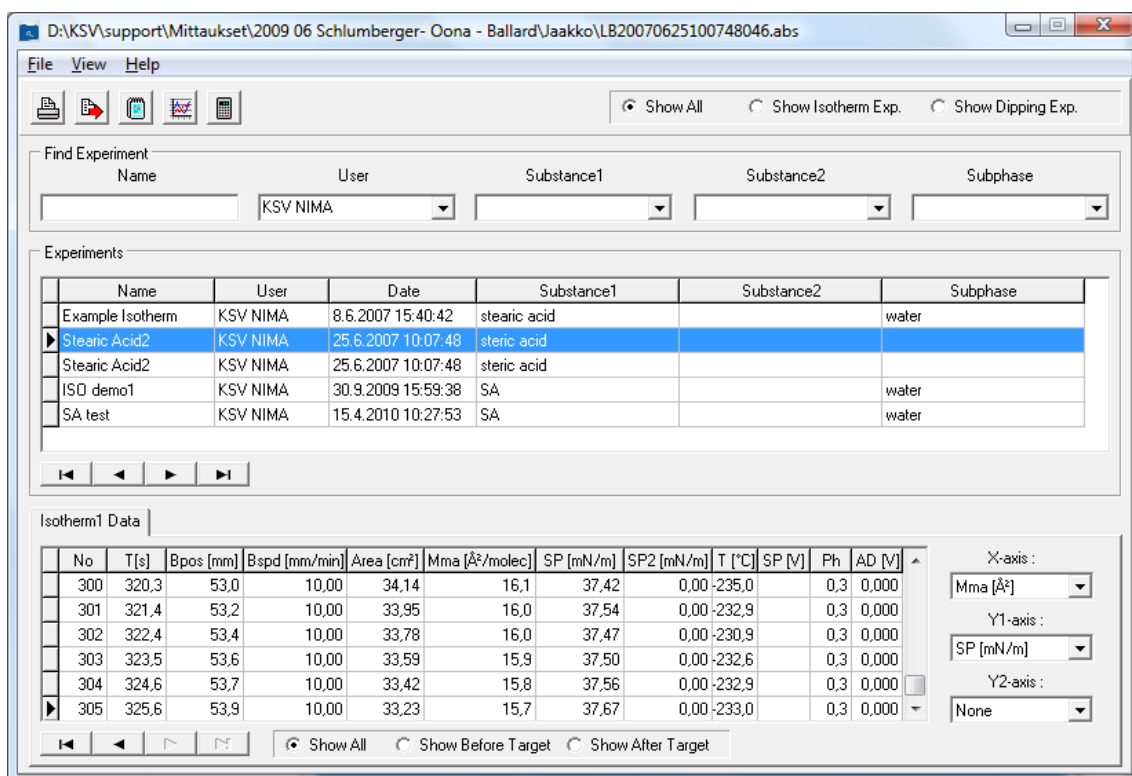 D:\KSV\support\Mittaukset\2009 06 Schlumberger- Oona - Ballard\Jaakko\LB20070625100748046.abs
File View Help
Show All Show Isotherm Exp. Show Dipping Exp.
Find Experiment
Name User Substance1 Substance2 Subphase
KSV NIMA
Experiments
Name User Date Substance1 Substance2 Subphase
Example Isotherm KSV NIMA 8.6.2007 15:40:42 stearic acid water
Stearic Acid2 KSV NIMA 25.6.2007 10:07:48 steric acid
Stearic Acid2 KSV NIMA 25.6.2007 10:07:48 steric acid
ISO demo1 KSV NIMA 30.9.2009 15:59:38 SA water
SA test KSV NIMA 15.4.2010 10:27:53 SA water
Isotherm1 Data
No T[s] Bpos [mm] Bspd [mm/min] Area [cm²] Mma [Å²/molec] SP [mN/m] SP2 [mN/m] T [°C] SP [V] Ph AD [V]
300 320,3 53,0 10,00 34,14 16,1 37,42 0,00 -235,0 0,3 0,000
301 321,4 53,2 10,00 33,95 16,0 37,54 0,00 -232,9 0,3 0,000
302 322,4 53,4 10,00 33,78 16,0 37,47 0,00 -230,9 0,3 0,000
303 323,5 53,6 10,00 33,59 15,9 37,50 0,00 -232,6 0,3 0,000
304 324,6 53,7 10,00 33,42 15,8 37,56 0,00 -232,9 0,3 0,000
305 325,6 53,9 10,00 33,23 15,7 37,67 0,00 -233,0 0,3 0,000
X-axis :
Mma [Å²]
Y1-axis :
SP [mN/m]
Y2-axis :
None
Show All Show Before Target Show After Target